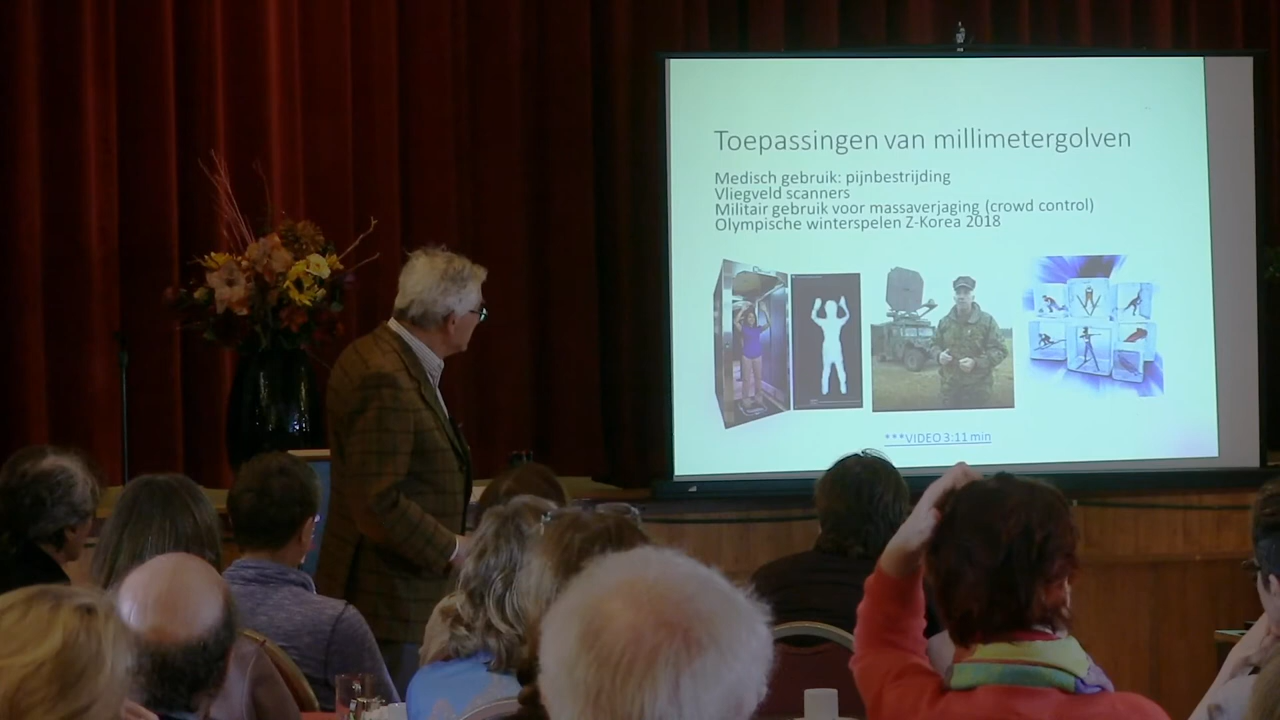 Toepassingen van millimetergolven
Medisch gebruik: pijnbestrijding
Vliegveld scanners
Militair gebruik voor massaverjaging (crowd control)
Olympische winterspelen Z-Korea 2018
***VIDEO 3:11 min